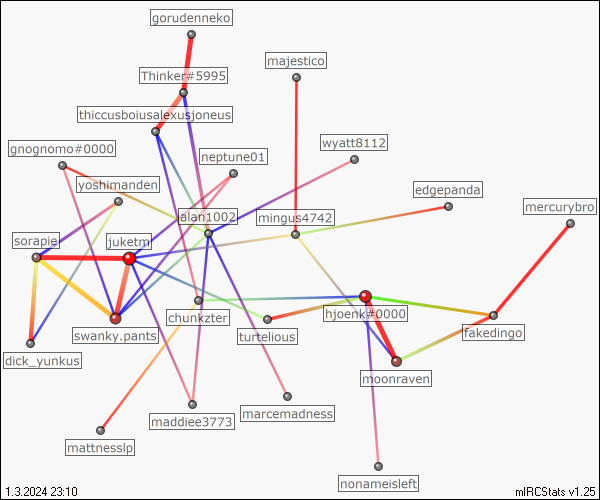 gorudenneko
majestico
Thinker#5995
thiccusboiusalexusjoneus
wyatt8112
gnognomo#0000
neptune01
yoshimanden
edgepanda
mercurybro
alan1002
mingus4742
sorapie
juketm
hjoenk#0000
chunkzter
fakedingo
swanky.pants
turtelious
dick_yunkus
moonraven
marcemadness
maddiee3773
mattnesslp
nonameisleft
1.3.2024 23:10
mIRCStats v1.25